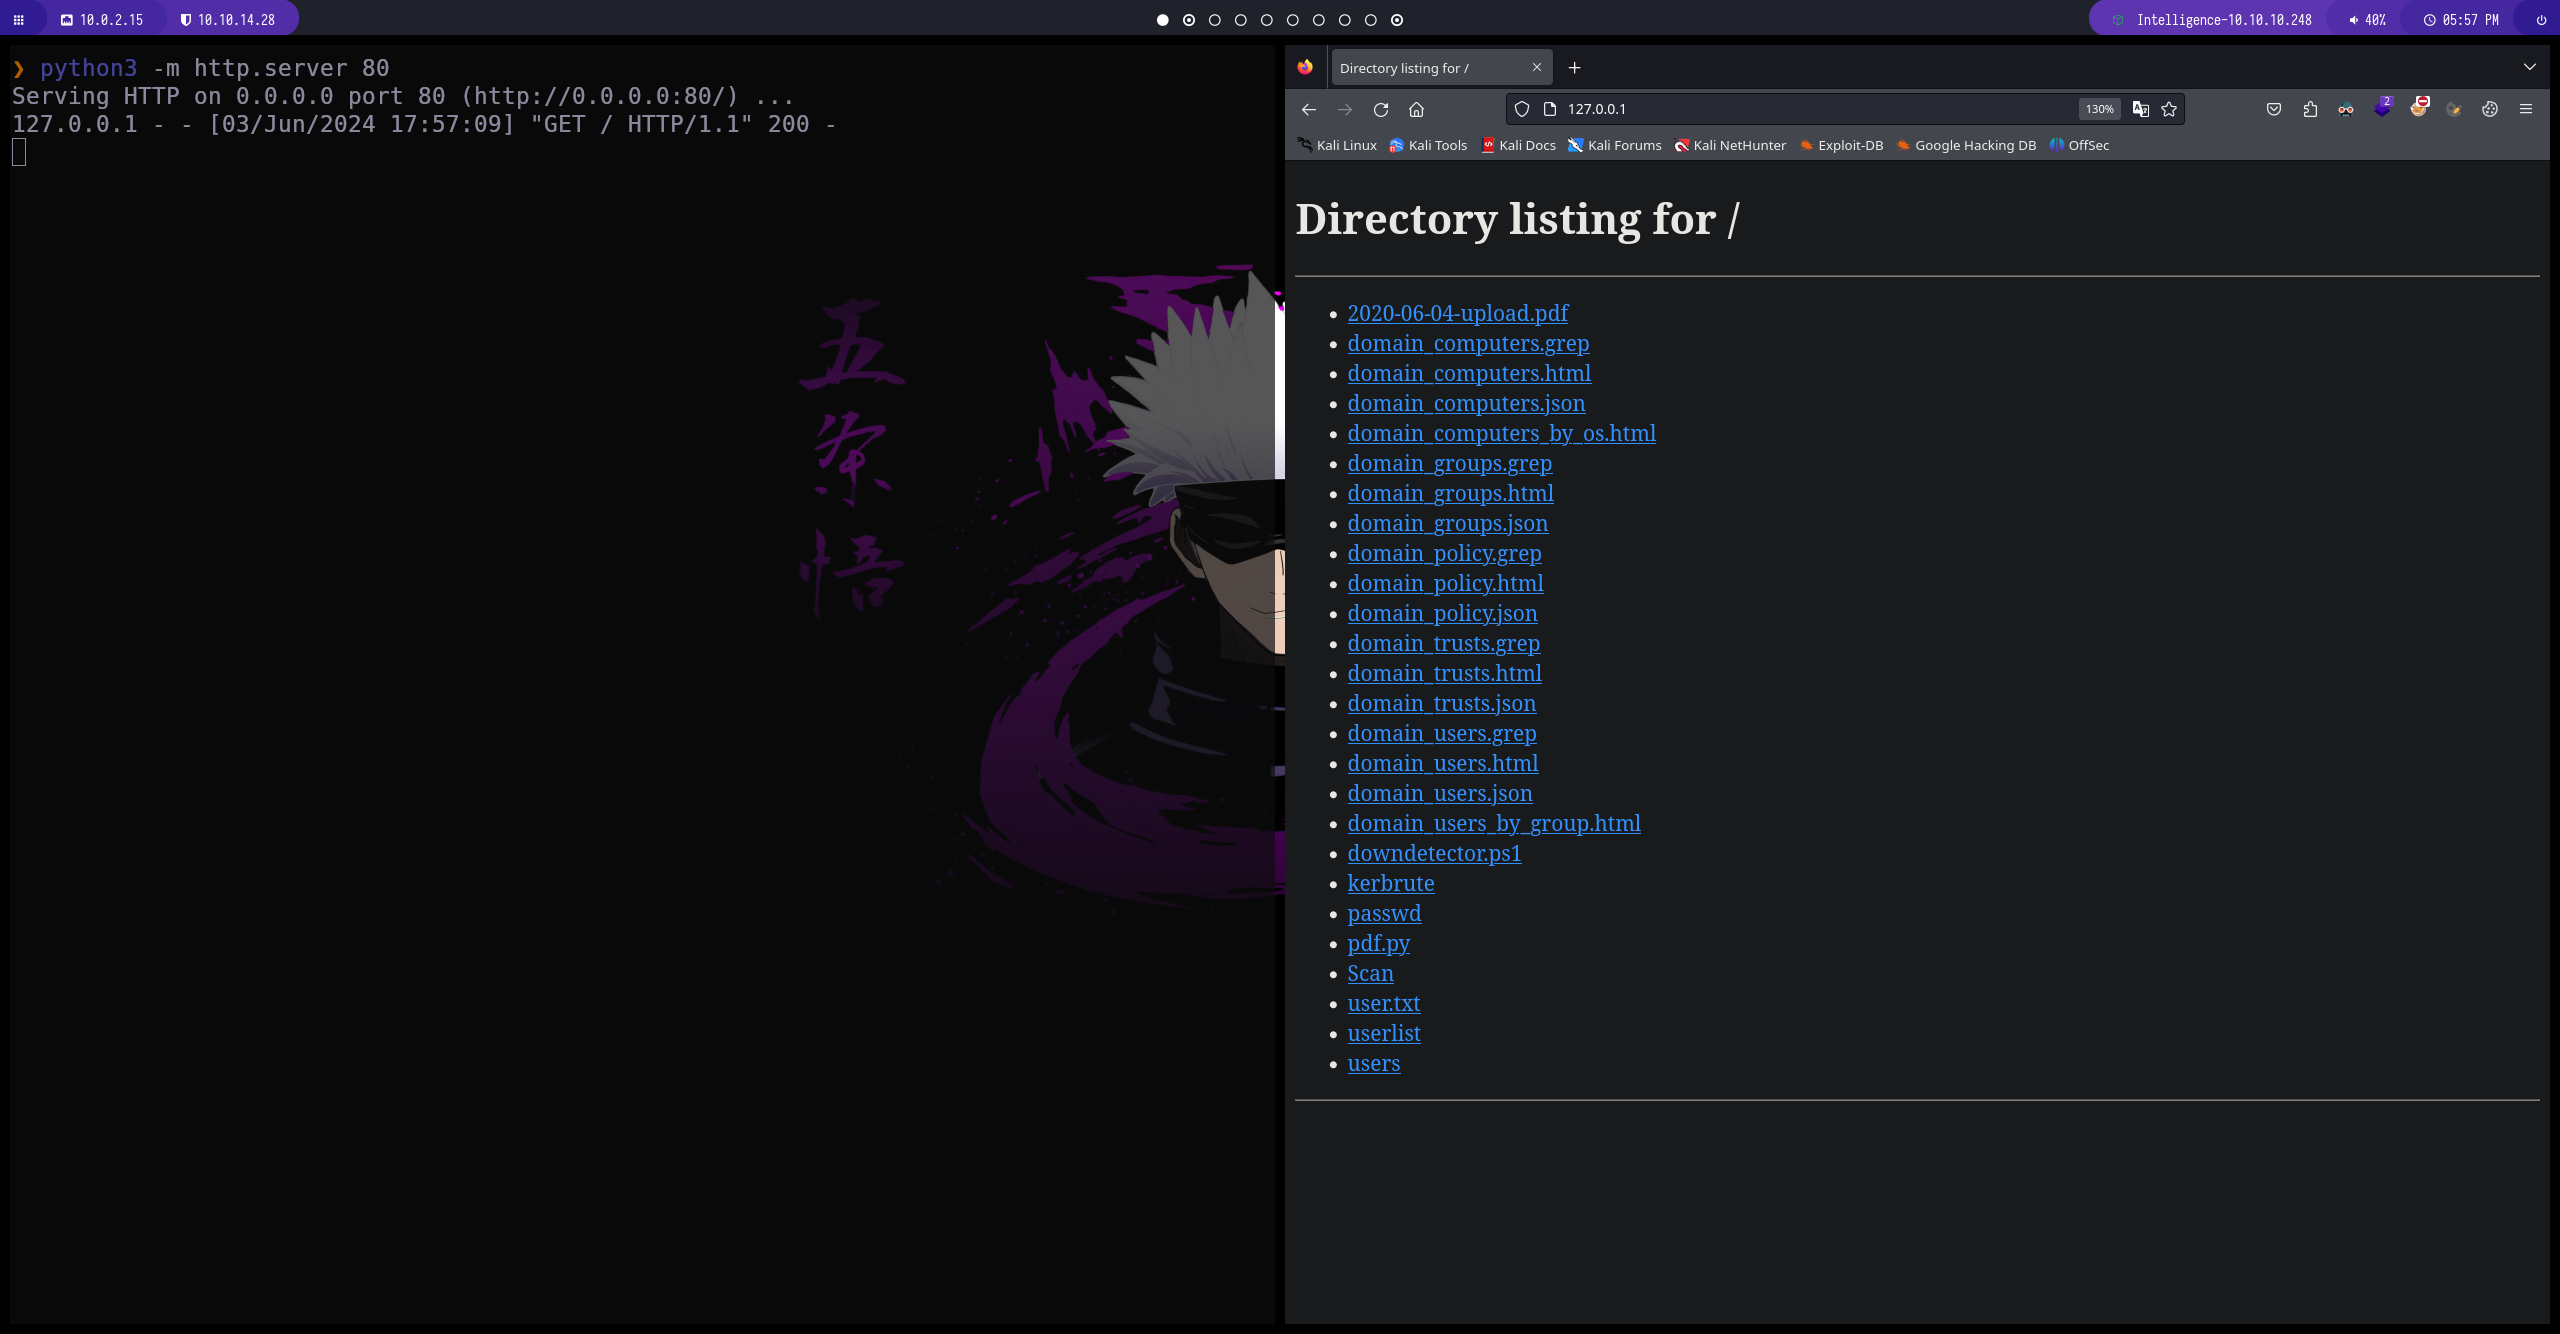 10.0.2.15 10.10.14.28 Intelligence-10.10.10.248 40% 05:57 PM
❯ python3 -m http.server 80
Serving HTTP on 0.0.0.0 port 80 (http://0.0.0.0:80/) ...
127.0.0.1 - - [03/Jun/2024 17:57:09] "GET / HTTP/1.1" 200 -
五
条
悟
Directory listing for /
127.0.0.1 130% 2
Kali Linux Kali Tools Kali Docs Kali Forums Kali NetHunter Exploit-DB Google Hacking DB OffSec
Directory listing for /
2020-06-04-upload.pdf
domain_computers.grep
domain_computers.html
domain_computers.json
domain_computers_by_os.html
domain_groups.grep
domain_groups.html
domain_groups.json
domain_policy.grep
domain_policy.html
domain_policy.json
domain_trusts.grep
domain_trusts.html
domain_trusts.json
domain_users.grep
domain_users.html
domain_users.json
domain_users_by_group.html
downdetector.ps1
kerbrute
passwd
pdf.py
Scan
user.txt
userlist
users